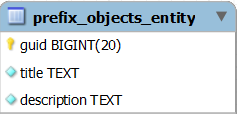 prefix_objects_entity
guid BIGINT(20)
title TEXT
description TEXT